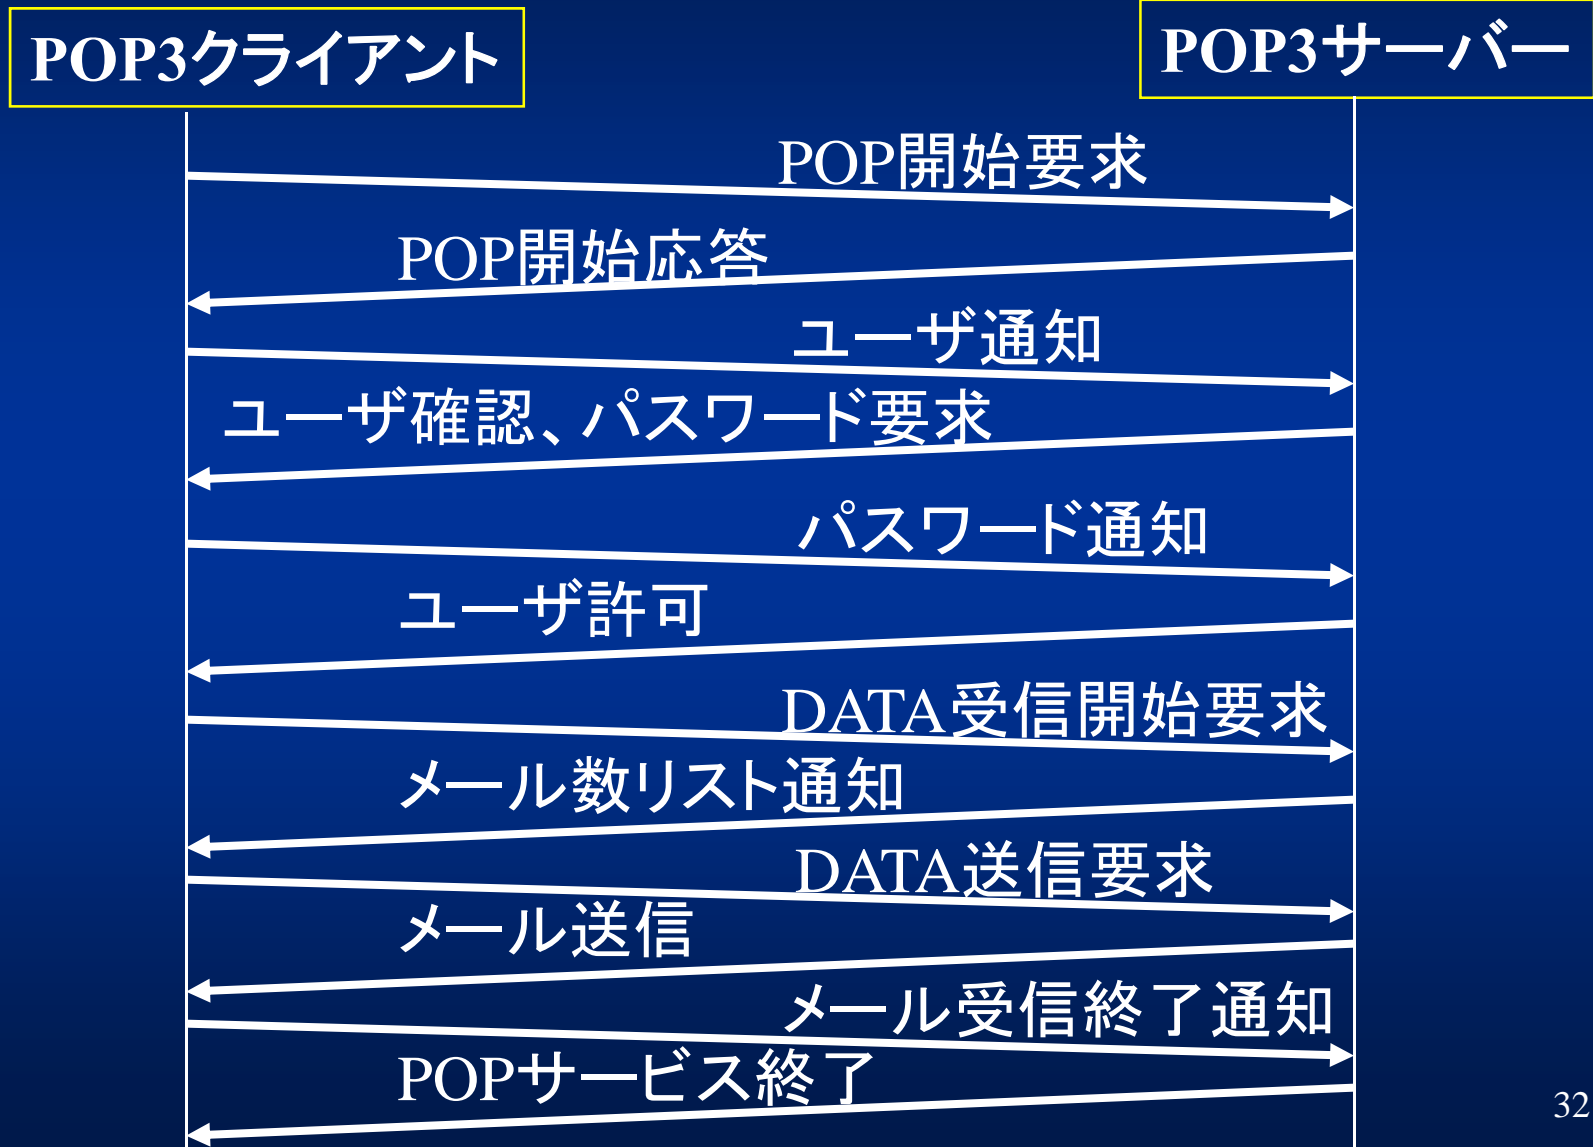 POP3クライアント
POP3サーバー
POP開始要求
POP開始応答
ユーザ通知
ユーザ確認、パスワード要求
パスワード通知
ユーザ許可
DATA受信開始要求
メール数リスト通知
DATA送信要求
メール送信
メール受信終了通知
POPサービス終了
32